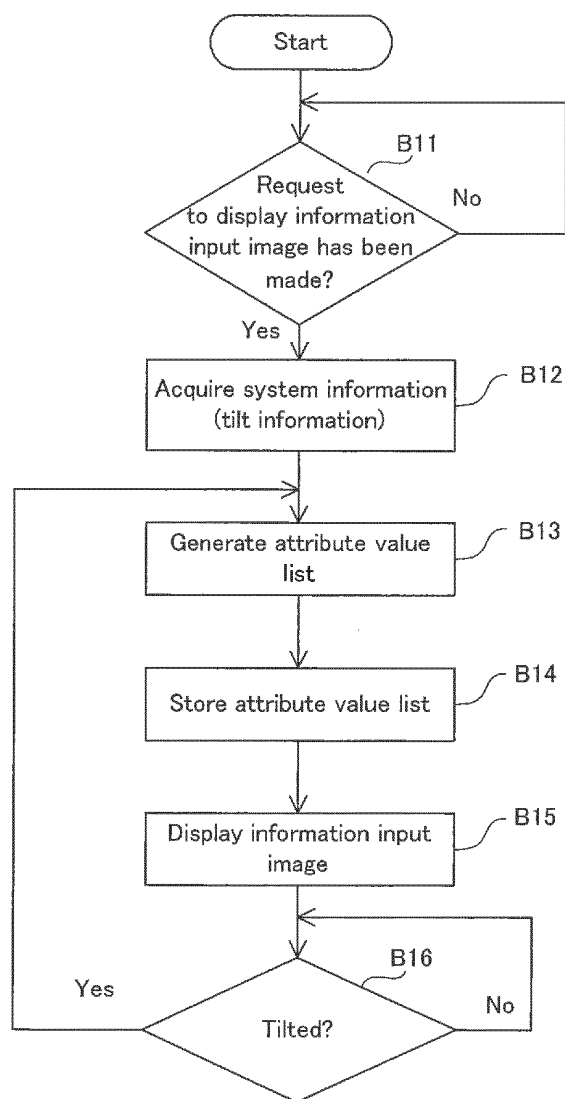 Start
B11
Request
to display information
input image has been
made?
No
Yes
B12
Acquire system information
(tilt information)
B13
Generate attribute value
list
B14
Store attribute value list
B15
Display information input
image
B16
Yes
No
Tilted?